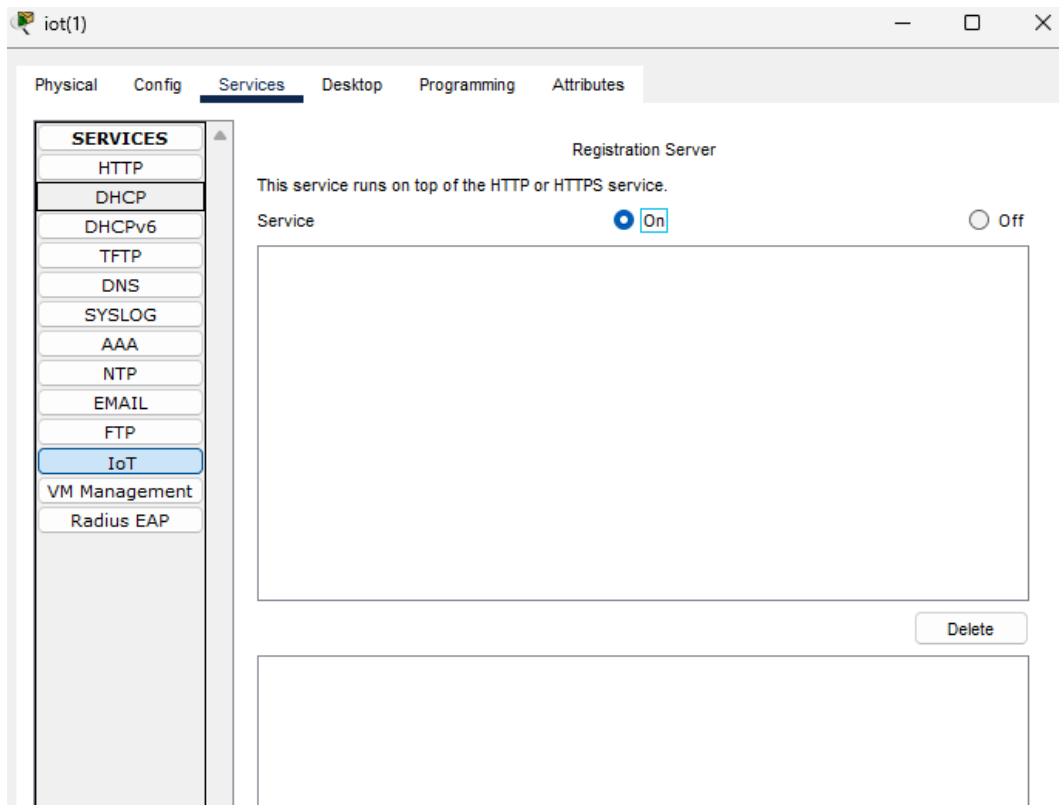 iot(1)
Physical Config Services Desktop Programming Attributes
SERVICES
HTTP
DHCP
DHCPv6
TFTP
DNS
SYSLOG
AAA
NTP
EMAIL
FTP
IoT
VM Management
Radius EAP
Registration Server
This service runs on top of the HTTP or HTTPS service.
Service On Off
Delete